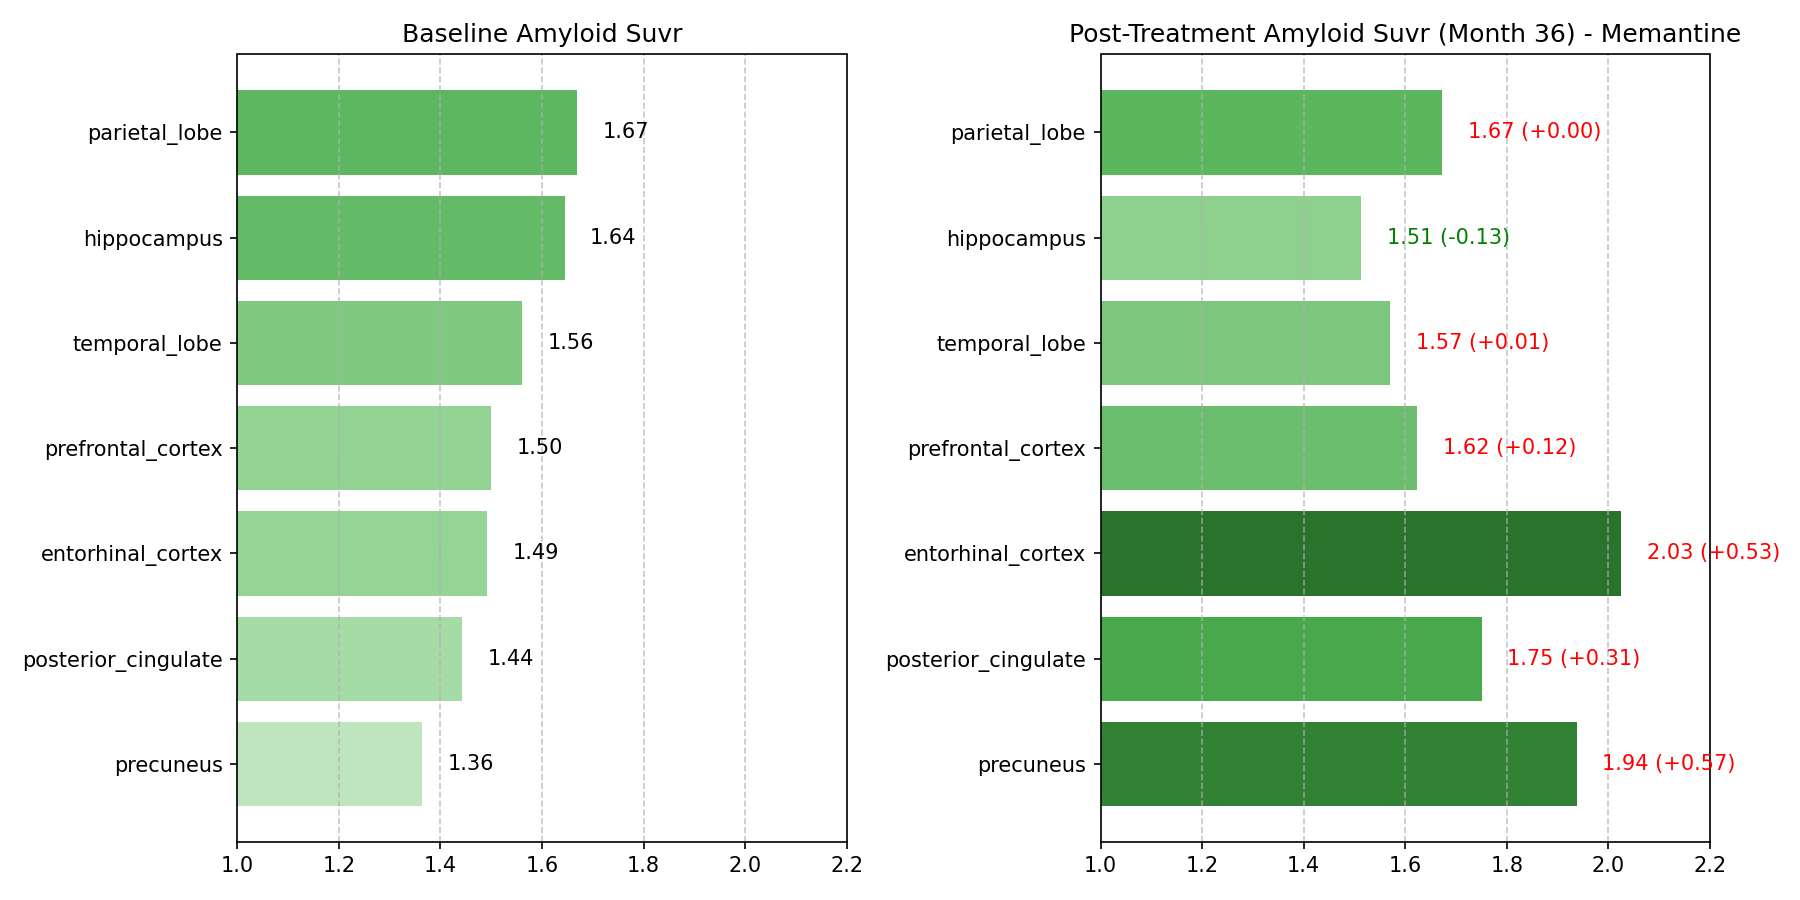 Baseline Amyloid Suvr
parietal_lobe 1.67
hippocampus 1.64
temporal_lobe 1.56
prefrontal_cortex 1.50
entorhinal_cortex 1.49
posterior_cingulate 1.44
precuneus 1.36
1.0 1.2 1.4 1.6 1.8 2.0 2.2
Post-Treatment Amyloid Suvr (Month 36) - Memantine
parietal_lobe 1.67 (+0.00)
hippocampus 1.51 (-0.13)
temporal_lobe 1.57 (+0.01)
prefrontal_cortex 1.62 (+0.12)
entorhinal_cortex 2.03 (+0.53)
posterior_cingulate 1.75 (+0.31)
precuneus 1.94 (+0.57)
1.0 1.2 1.4 1.6 1.8 2.0 2.2